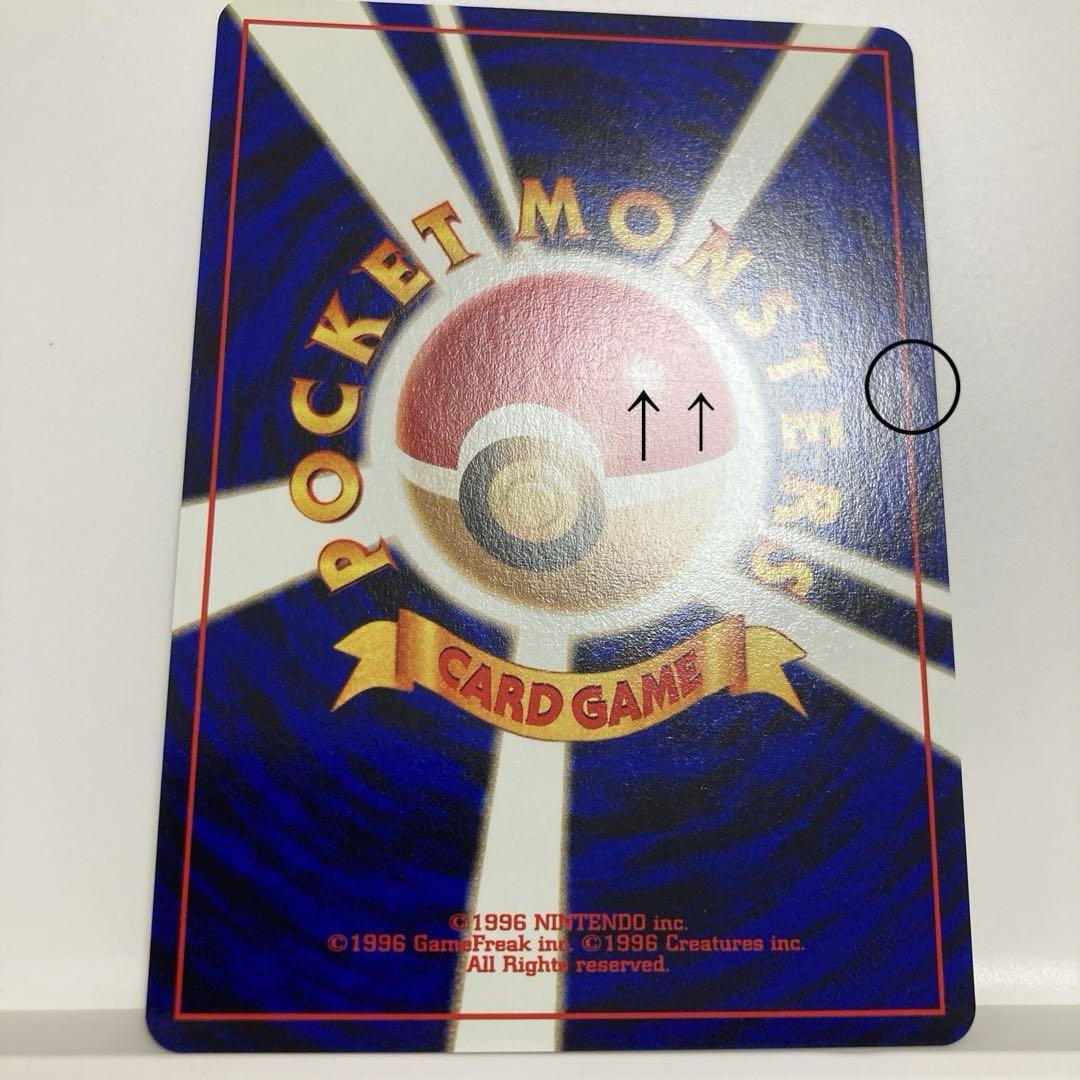 POCKET MONSTERS
CARD GAME
©1996 NINTENDO inc.
©1996 GameFreak inc. ©1996 Creatures inc.
All Rights reserved.